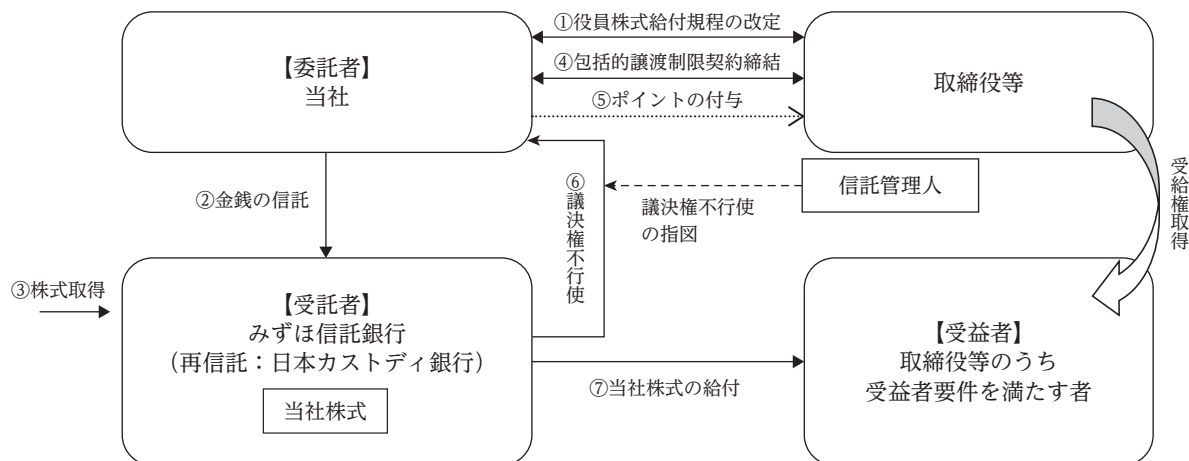 ①役員株式給付規程の改定
【委託者】
当社
④包括的譲渡制限契約締結
取締役等
⑤ポイントの付与
②金銭の信託
⑥議決権不行使
議決権不行使
の指図
信託管理人
受給権取得
③株式取得
【受託者】
みずほ信託銀行
(再信託:日本カストディ銀行)
当社株式
⑦当社株式の給付
【受益者】
取締役等のうち
受益者要件を満たす者